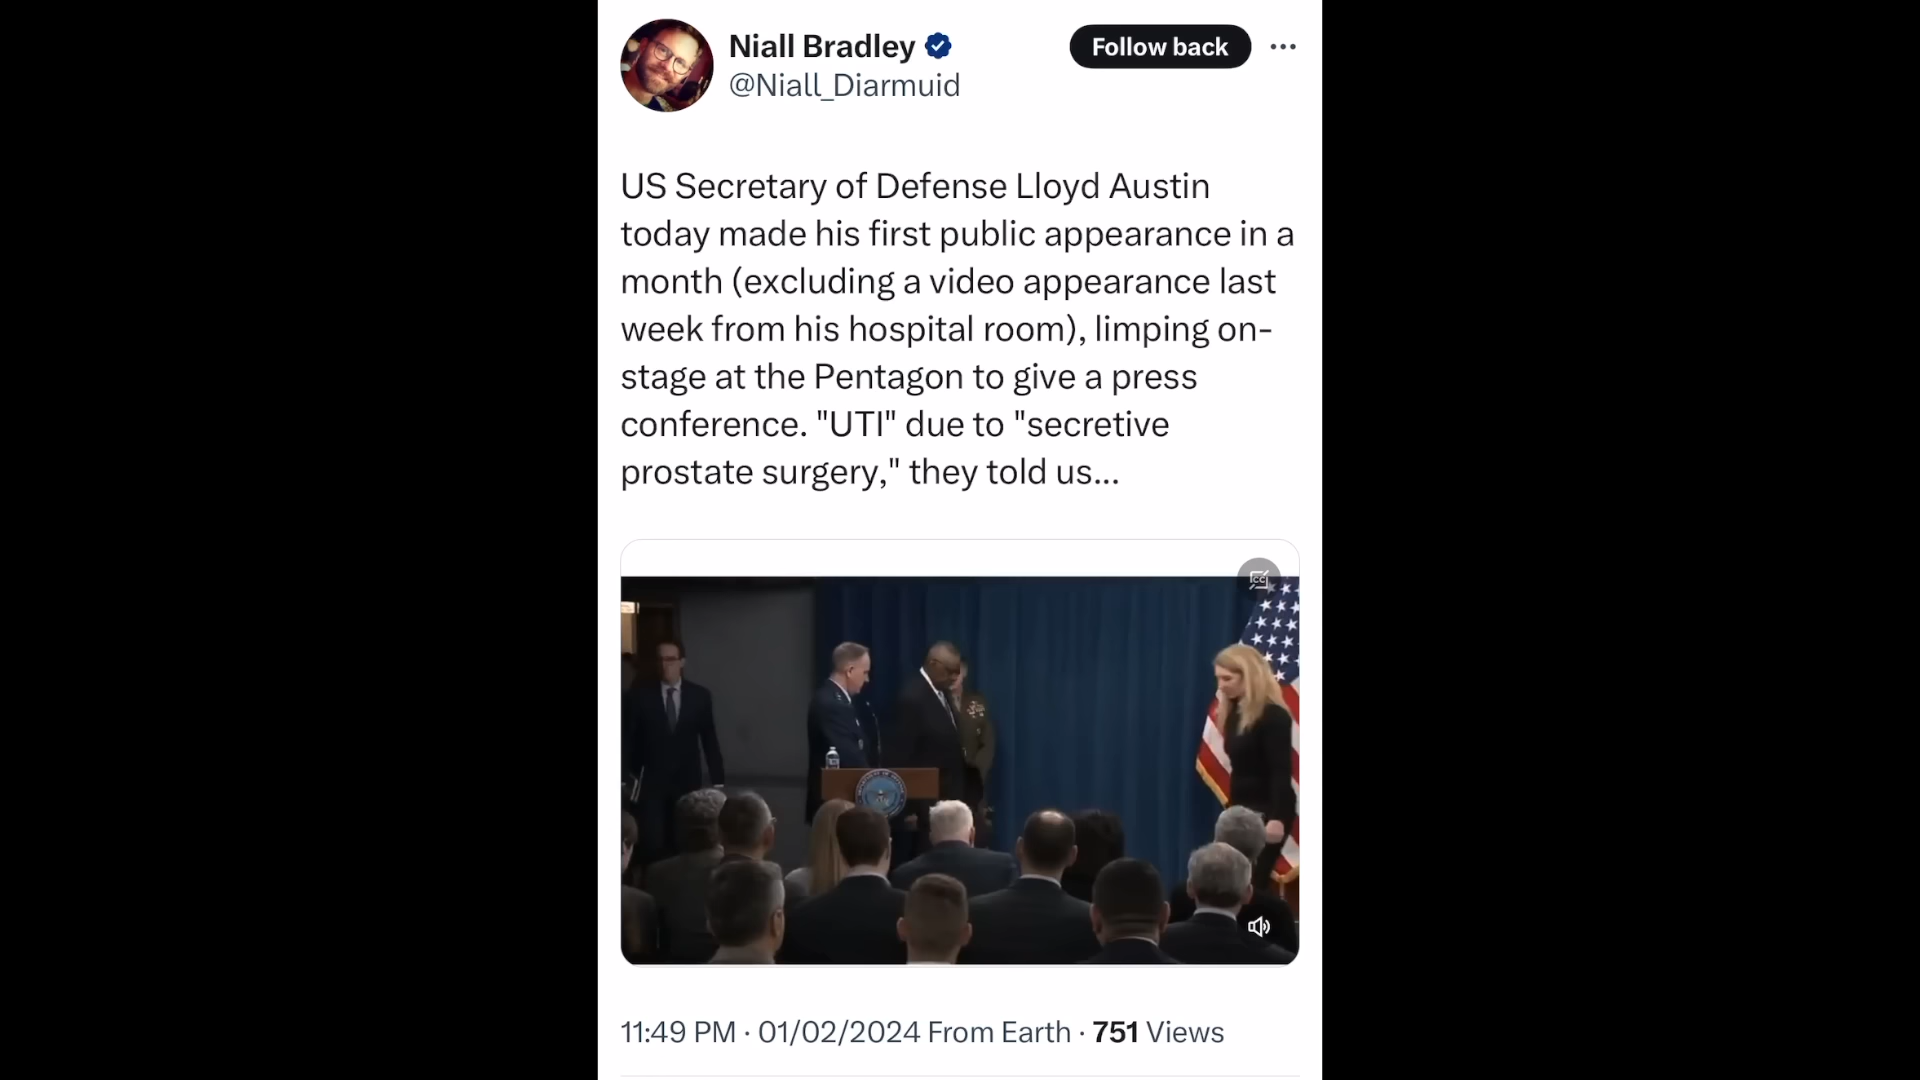 Niall Bradley
Follow back
@Niall_Diarmuid
US Secretary of Defense Lloyd Austin
today made his first public appearance in a
month (excluding a video appearance last
week from his hospital room), limping on-
stage at the Pentagon to give a press
conference. "UTI" due to "secretive
prostate surgery," they told us...
CC
11:49 PM · 01/02/2024 From Earth · 751 Views